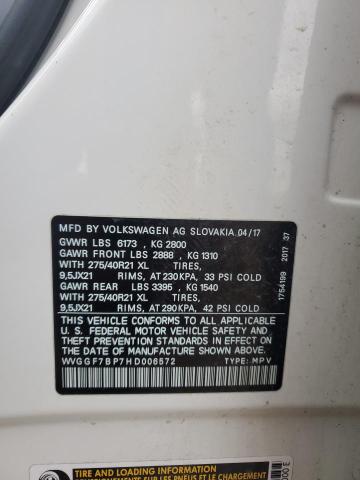 MFD BY VOLKSWAGEN AG SLOVAKIA 04/17
GVWR LBS 6173 , KG 2800
GAWR FRONT LBS 2888 , KG 1310
WITH 275/40R21 XL TIRES,
9,5JX21 RIMS, AT 230KPA, 33 PSI COLD
GAWR REAR LBS 3395 , KG 1540
WITH 275/40R21 XL TIRES,
9,5JX21 RIMS, AT 290KPA, 42 PSI COLD
THIS VEHICLE CONFORMS TO ALL APPLICABLE
U.S. FEDERAL MOTOR VEHICLE SAFETY AND
THEFT PREVENTION STANDARDS IN EFFECT ON THE
DATE OF MANUFACTURE SHOWN ABOVE.
WVGGF7BP7HD006572 TYPE: MPV
1754199 2017 37
TIRE AND LOADING